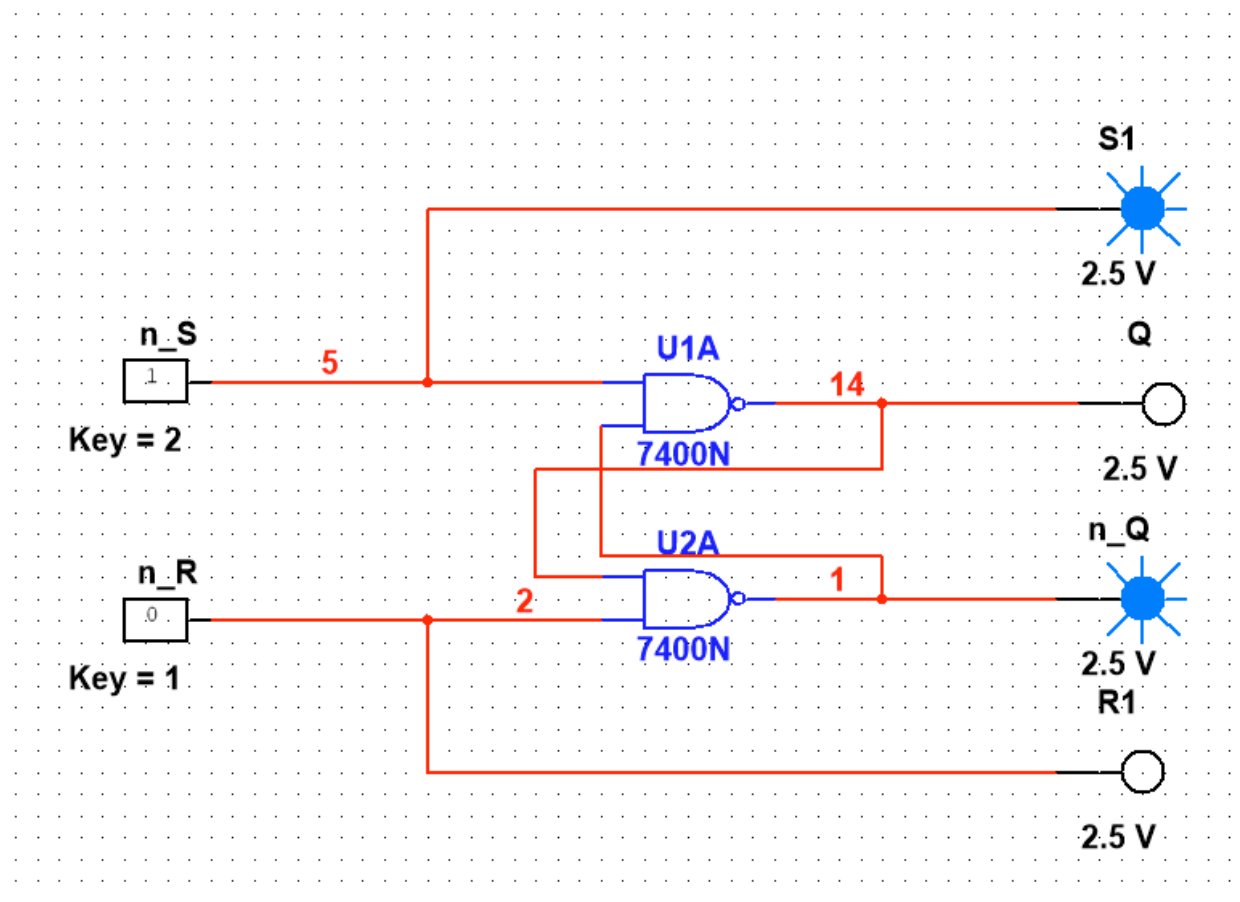 S1
2.5 V
Q
n_S
U1A
5
14
1
Key = 2
7400N
2.5 V
n_Q
U2A
n_R
1
2
0
7400N
2.5 V
Key = 1
R1
2.5 V